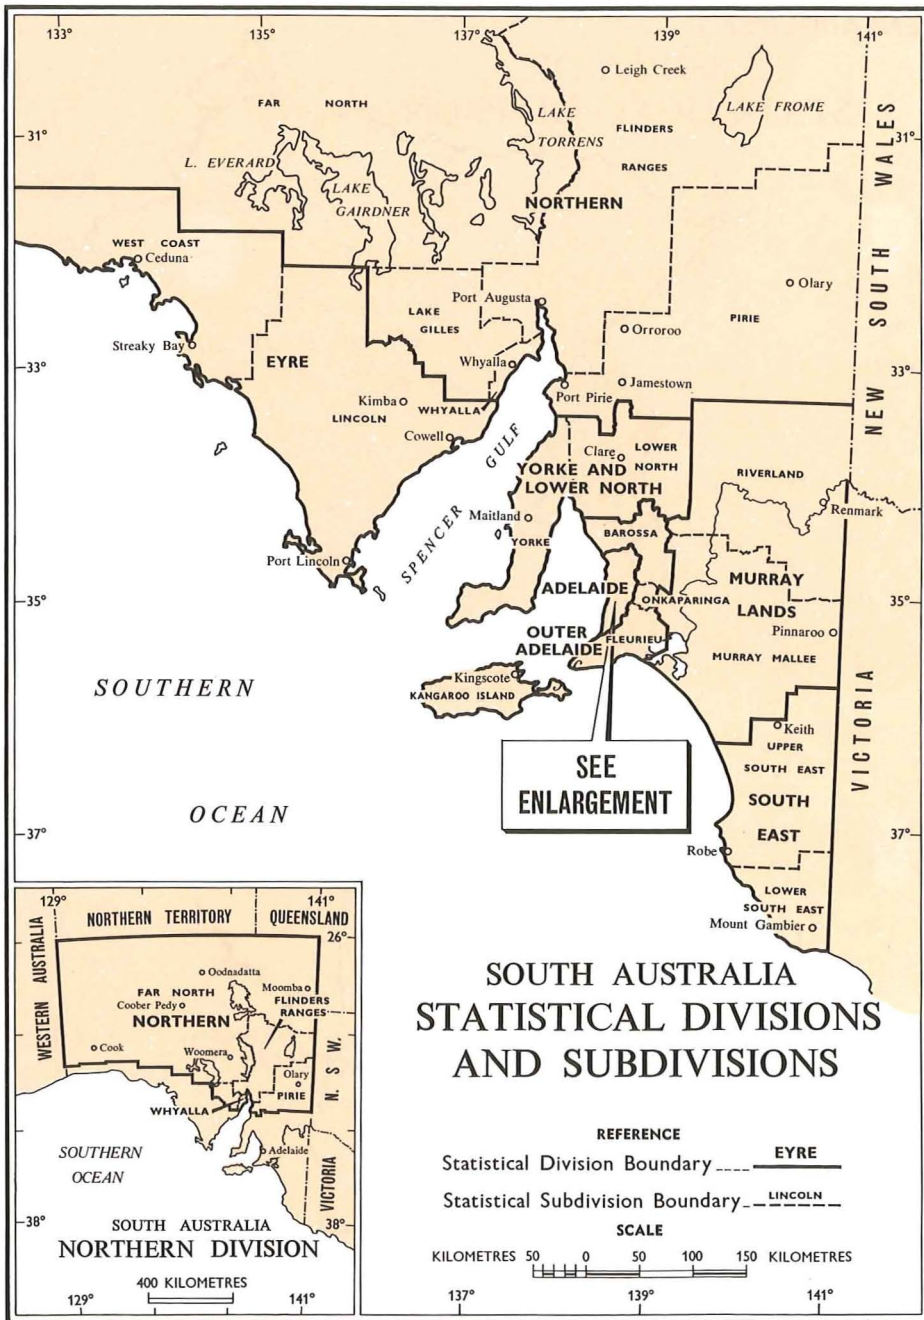 133° 135° 137° 139° 141°
Leigh Creek
FAR NORTH
LAKE TORRENS
LAKE FROME
31° 31°
FLINDERS
RANGES
L. EVERARD
LAKE
GAIRDNER
NORTHERN
NEW SOUTH WALES
WEST COAST
Ceduna
Port Augusta
Olary
LAKE
GILLES
Orroroo
PIRIE
Streaky Bay
33° 33°
EYRE
Whyalla
Jamestown
Port Pirie
Kimba
LINCOLN
WHYALLA
Cowell
SPENCER GULF
Clare
LOWER
NORTH
YORKE AND
LOWER NORTH
RIVERLAND
Renmark
Maitland
YORKE
BAROSSA
Port Lincoln
ADELAIDE
ONKAPARINGA
MURRAY
LANDS
35° 35°
OUTER
ADELAIDE
FLEURIEU
Pinnaroo
MURRAY MALLEE
Kingscote
KANGAROO ISLAND
SOUTHERN
OCEAN
VICTORIA
Keith
UPPER
SOUTH EAST
SEE
ENLARGEMENT
SOUTH
EAST
37° 37°
Robe
LOWER
SOUTH EAST
Mount Gambier
129° 141°
NORTHERN TERRITORY QUEENSLAND
26°
WESTERN AUSTRALIA
Oodnadatta
FAR NORTH
Moomba
Coober Pedy
FLINDERS
RANGES
NORTHERN
Cook
Woomera
Olary
PIRIE
N. S. W.
WHYALLA
Adelaide
SOUTHERN
OCEAN
VICTORIA
38° 38°
SOUTH AUSTRALIA
NORTHERN DIVISION
400 KILOMETRES
129° 141°
SOUTH AUSTRALIA
STATISTICAL DIVISIONS
AND SUBDIVISIONS
REFERENCE
Statistical Division Boundary EYRE
Statistical Subdivision Boundary LINCOLN
SCALE
KILOMETRES 50 0 50 100 150 KILOMETRES
137° 139° 141°